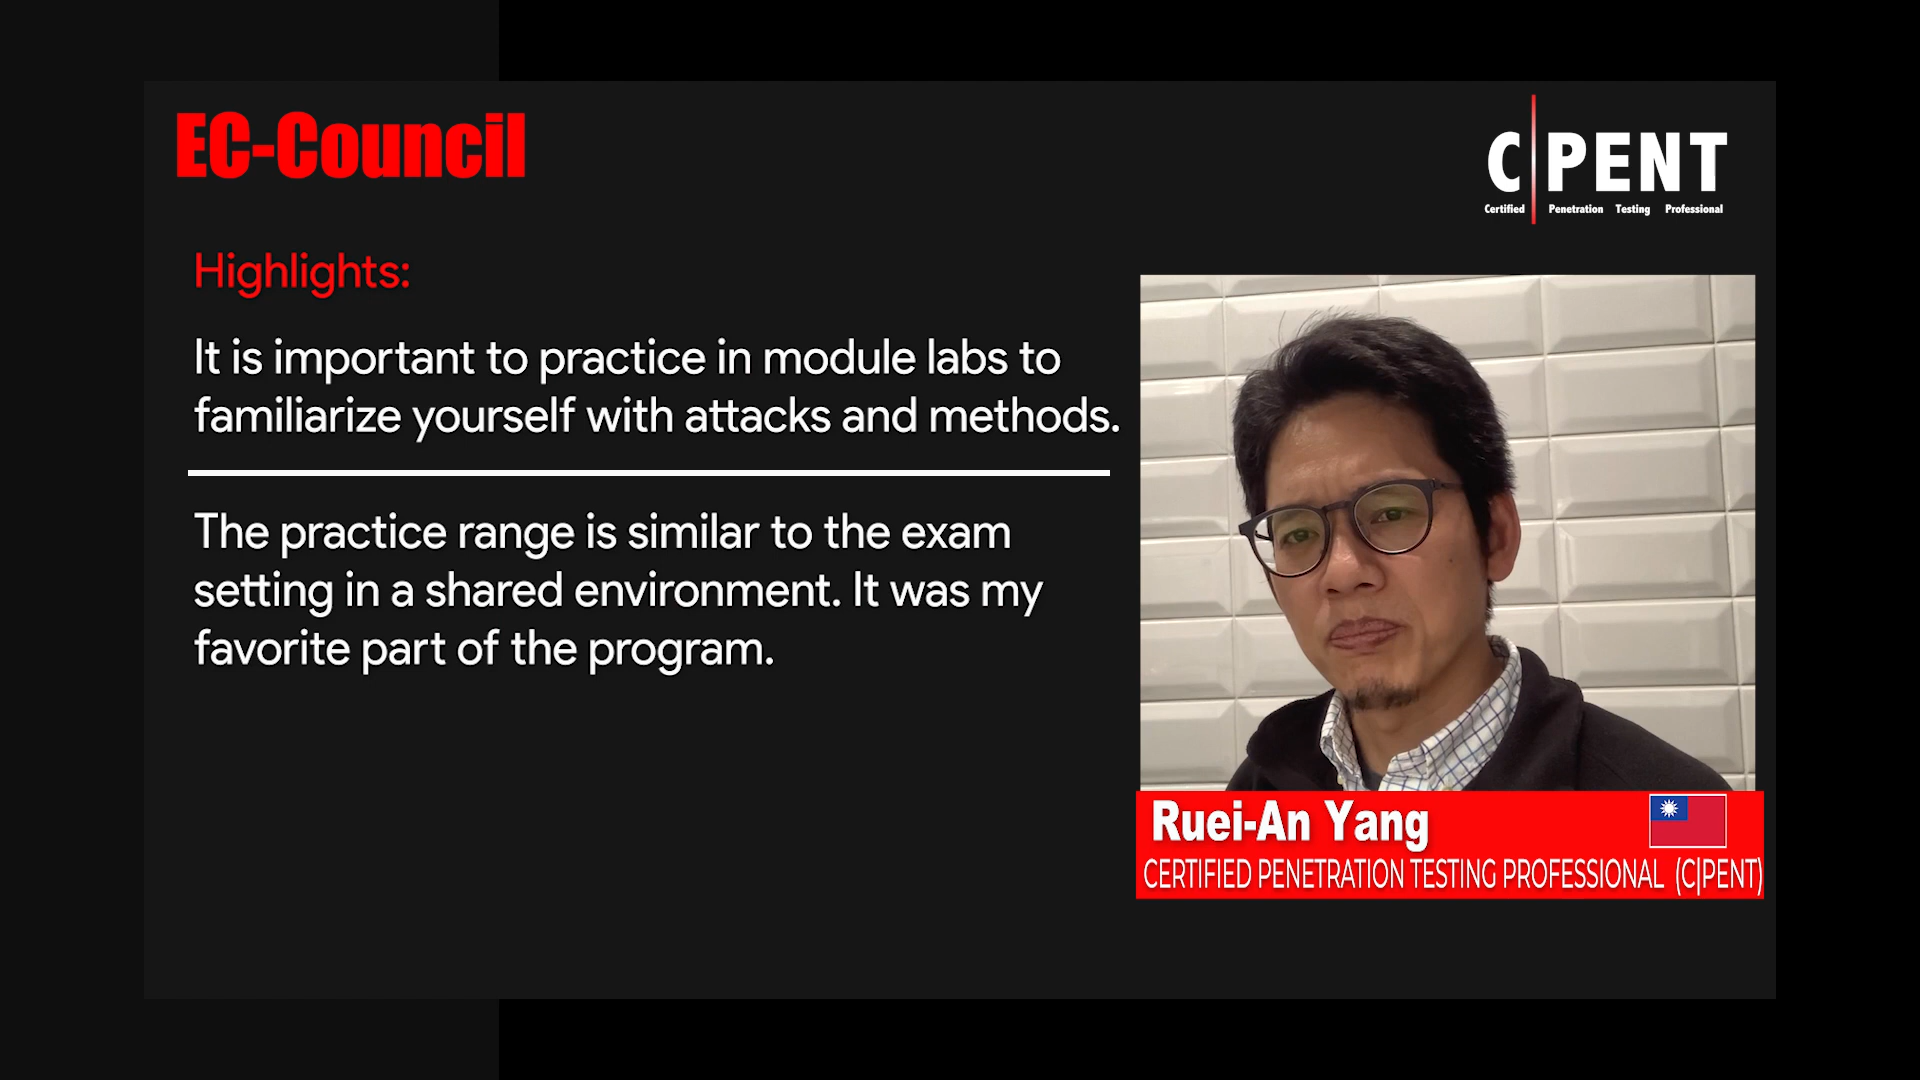 EC-Council
C|PENT
Certified Penetration Testing Professional
Highlights:
It is important to practice in module labs to
familiarize yourself with attacks and methods.
The practice range is similar to the exam
setting in a shared environment. It was my
favorite part of the program.
Ruei-An Yang
CERTIFIED PENETRATION TESTING PROFESSIONAL (C|PENT)